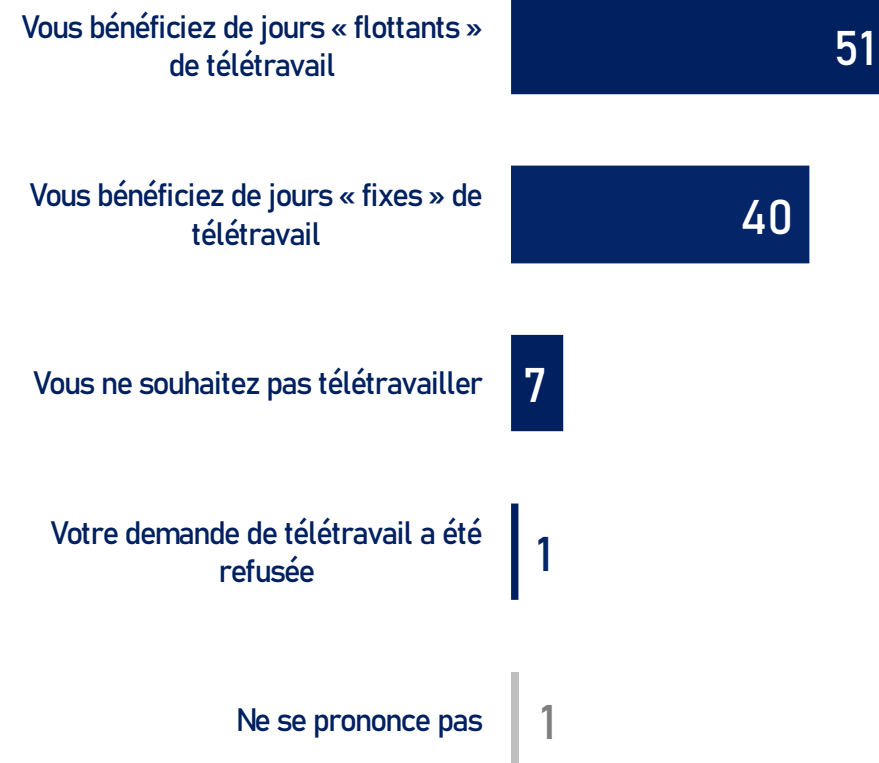 Vous bénéficiez de jours « flottants »
de télétravail
51
Vous bénéficiez de jours « fixes » de
télétravail
40
Vous ne souhaitez pas télétravailler
7
Votre demande de télétravail a été
refusée
1
Ne se prononce pas
1